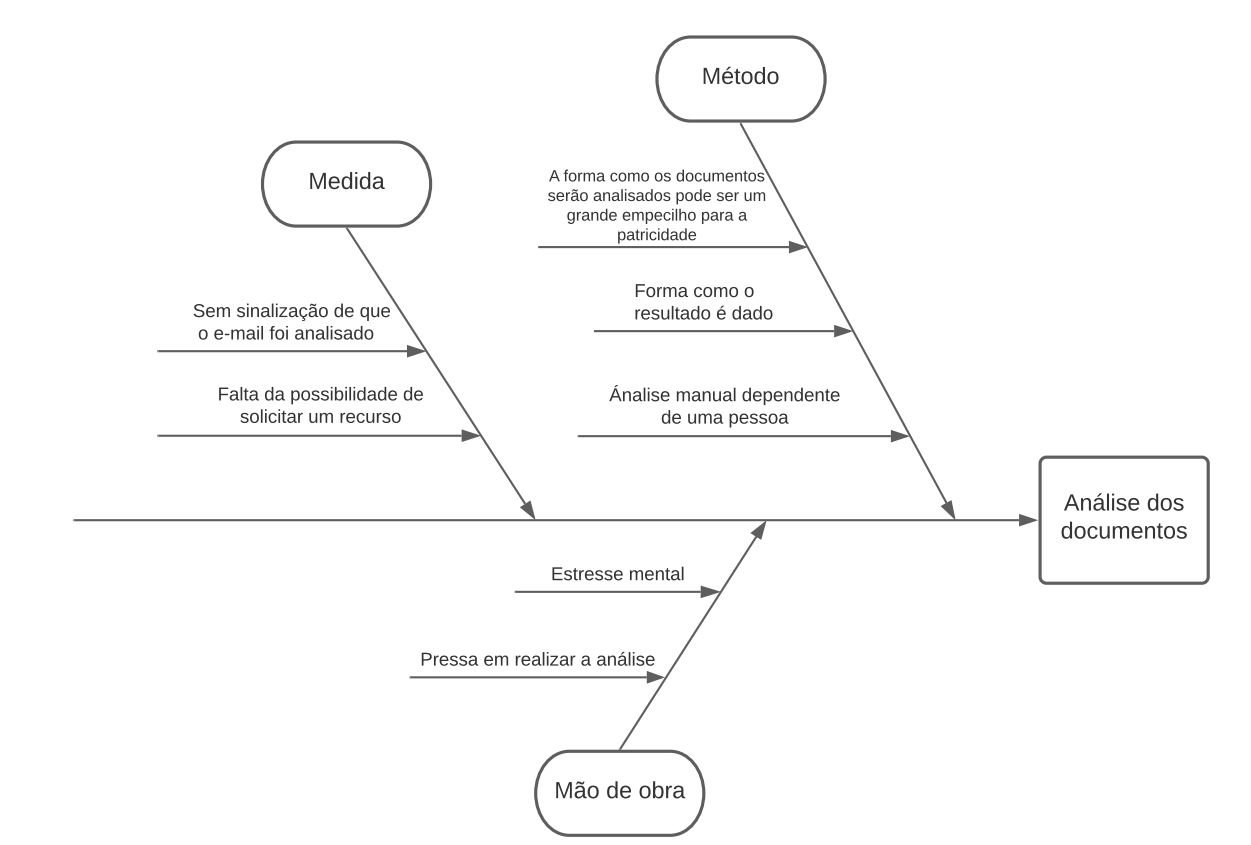 Método
Medida
A forma como os documentos
serão analisados pode ser um
grande empecilho para a
patricidade
Forma como o
resultado é dado
Ánalise manual dependente
de uma pessoa
Sem sinalização de que
o e-mail foi analisado
Falta da possibilidade de
solicitar um recurso
Análise dos
documentos
Estresse mental
Pressa em realizar a análise
Mão de obra